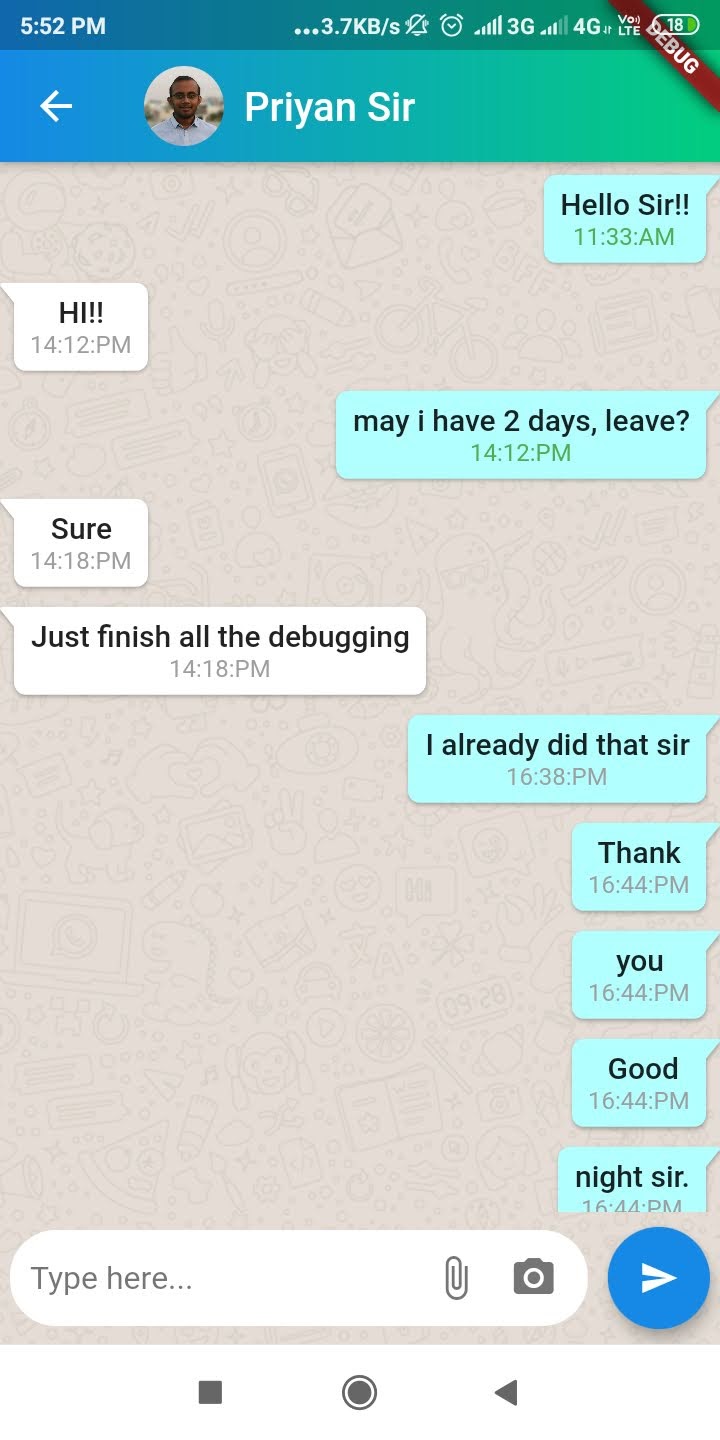 5:52 PM
...3.7KB/s 3G 4G Vo)) LTE 18
DEBUG
Priyan Sir
Hello Sir!!
11:33:AM
HI!!
14:12:PM
may i have 2 days, leave?
14:12:PM
Sure
14:18:PM
Just finish all the debugging
14:18:PM
I already did that sir
16:38:PM
Thank
16:44:PM
you
16:44:PM
Good
16:44:PM
night sir.
16:44:PM
Type here...